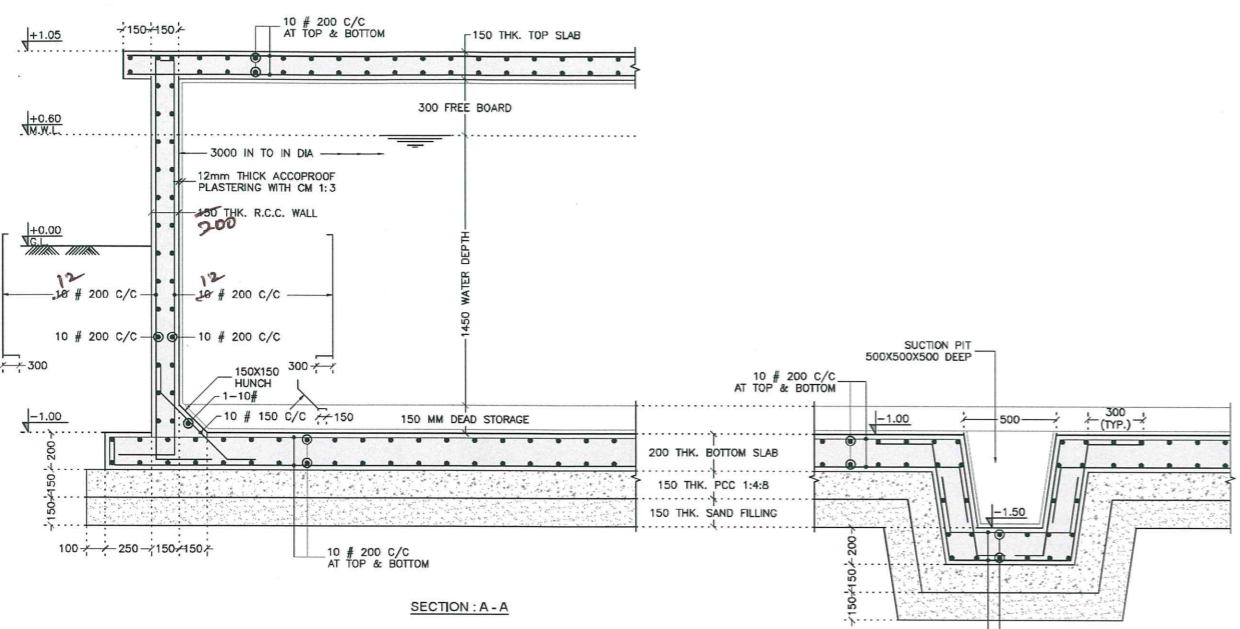 150 150
10 # 200 C/C
AT TOP & BOTTOM
150 THK. TOP SLAB
+1.05
300 FREE BOARD
+0.60
M.W.L.
3000 IN TO IN DIA
12mm THICK ACCOPROOF
PLASTERING WITH CM 1:3
150 THK. R.C.C. WALL
200
+0.00
G.L.
12
10 # 200 C/C
12
10 # 200 C/C
1450 WATER DEPTH
10 # 200 C/C
10 # 200 C/C
300
300
150X150
HUNCH
1-10#
10 # 150 C/C
150
150 MM DEAD STORAGE
-1.00
200
150
150
100 250 150 150
10 # 200 C/C
AT TOP & BOTTOM
200 THK. BOTTOM SLAB
150 THK. PCC 1:4:8
150 THK. SAND FILLING
SUCTION PIT
500X500X500 DEEP
10 # 200 C/C
AT TOP & BOTTOM
-1.00
500
300
(TYP.)
-1.50
200
150
150
SECTION : A - A